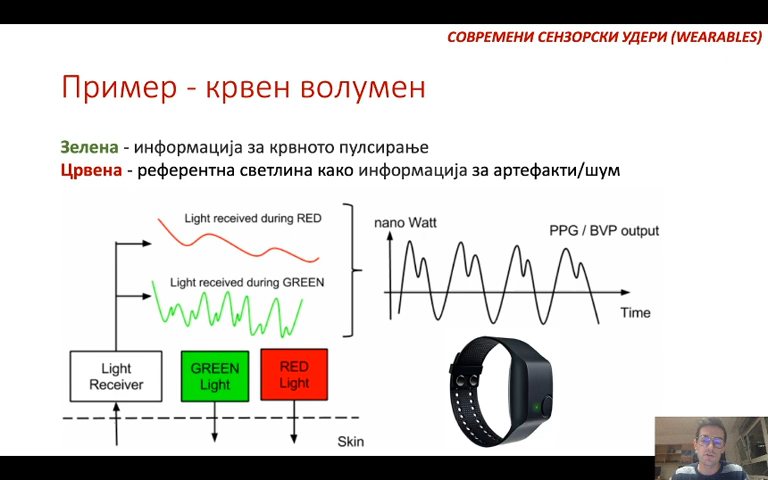 СОВРЕМЕНИ СЕНЗОРСКИ УДЕРИ (WEARABLES)
Пример - крвен волумен
Зелена - информација за крвното пулсирање
Црвена - референтна светлина како информација за артефакти/шум
Light received during RED
nano Watt
PPG / BVP output
Light received during GREEN
Time
Light
Receiver
GREEN
Light
RED
Light
Skin